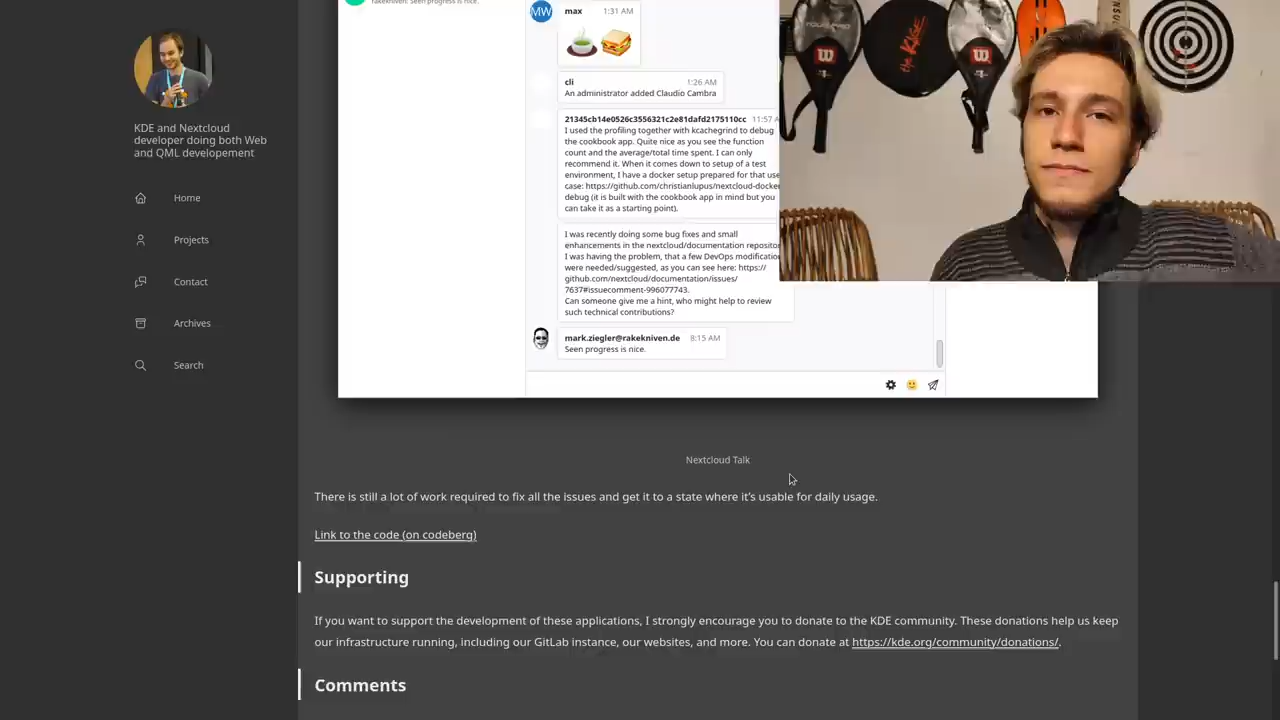 rakekniven: Seen progress is nice.
KDE and Nextcloud
developer doing both Web
and QML developement
Home
Projects
Contact
Archives
Search
MW
max
1:31 AM
cli
1:26 AM
An administrator added Claudio Cambra
21345cb14e0526c3556321c2e81dafd2175110cc
11:57 A
I used the profiling together with kcachegrind to debug
the cookbook app. Quite nice as you see the function
count and the average/total time spent. I can only
recommend it. When it comes down to setup of a test
environment, I have a docker setup prepared for that use
case: https://github.com/christianlupus/nextcloud-docker
debug (it is built with the cookbook app in mind but you
can take it as a starting point).
I was recently doing some bug fixes and small
enhancements in the nextcloud/documentation reposito
I was having the problem, that a few DevOps modification
were needed/suggested, as you can see here: https://
github.com/nextcloud/documentation/issues/
7637#issuecomment-996077743.
Can someone give me a hint, who might help to review
such technical contributions?
mark.ziegler@rakekniven.de
8:15 AM
Seen progress is nice.
Nextcloud Talk
There is still a lot of work required to fix all the issues and get it to a state where it's usable for daily usage.
Link to the code (on codeberg)
Supporting
If you want to support the development of these applications, I strongly encourage you to donate to the KDE community. These donations help us keep
our infrastructure running, including our GitLab instance, our websites, and more. You can donate at https://kde.org/community/donations/.
Comments